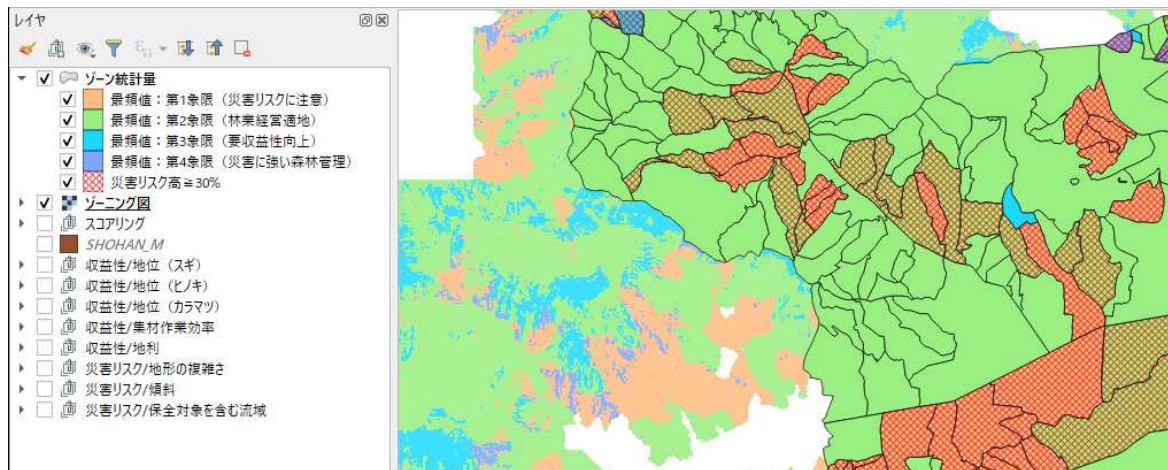 レイヤ
ゾーン統計量
最頻値：第1象限（災害リスクに注意）
最頻値：第2象限（林業経営適地）
最頻値：第3象限（要収益性向上）
最頻値：第4象限（災害に強い森林管理）
災害リスク高≧30%
ゾーニング図
スコアリング
SHOHAN_M
収益性/地位（スギ）
収益性/地位（ヒノキ）
収益性/地位（カラマツ）
収益性/集材作業効率
収益性/地利
災害リスク/地形の複雑さ
災害リスク/傾斜
災害リスク/保全対象を含む流域